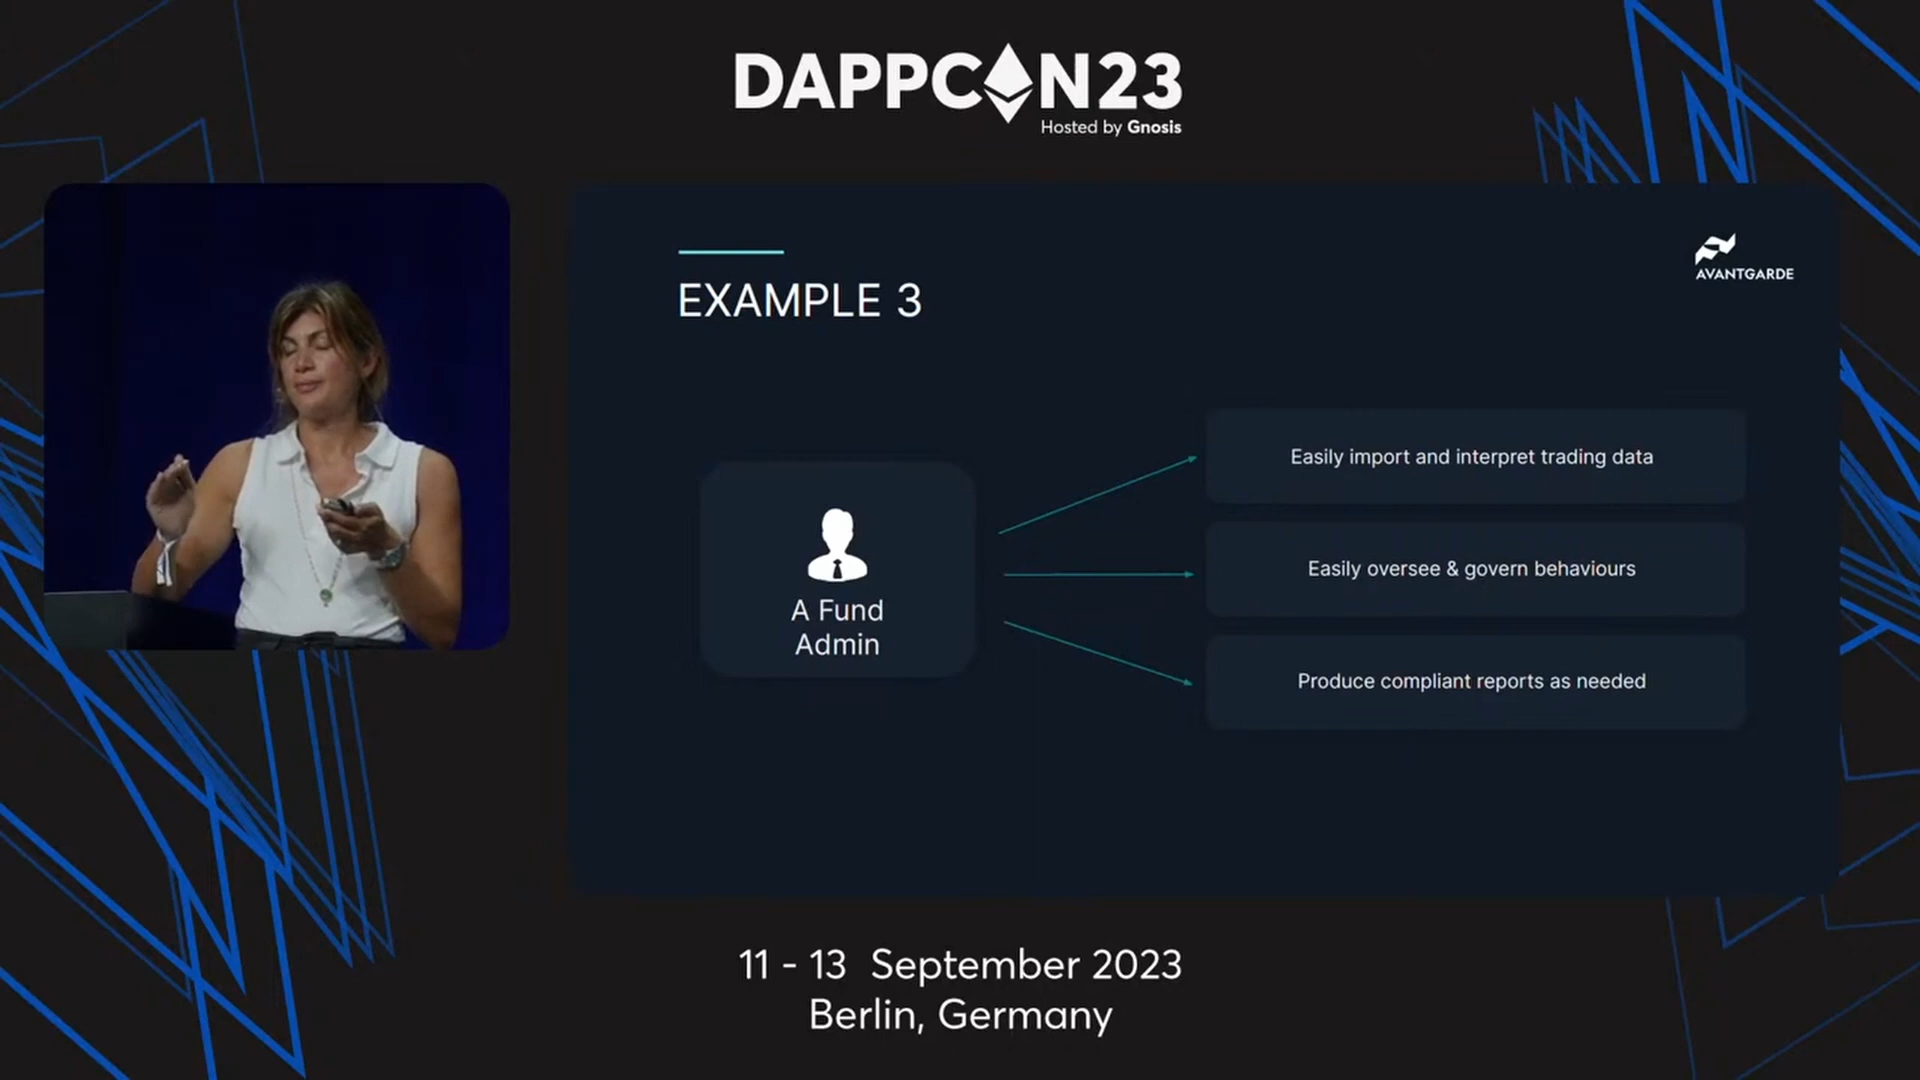 DAPPCON23
Hosted by Gnosis
AVANTGARDE
EXAMPLE 3
A Fund
Admin
Easily import and interpret trading data
Easily oversee & govern behaviours
Produce compliant reports as needed
11 - 13 September 2023
Berlin, Germany